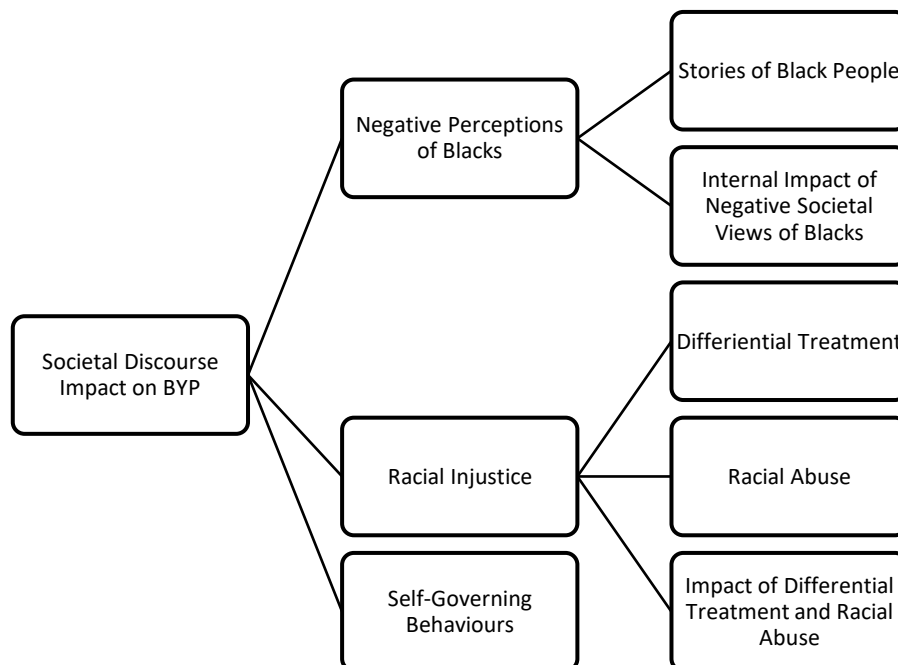 Societal Discourse
Impact on BYP
Negative Perceptions
of Blacks
Stories of Black People
Internal Impact of
Negative Societal
Views of Blacks
Racial Injustice
Differiential Treatment
Racial Abuse
Impact of Differential
Treatment and Racial
Abuse
Self-Governing
Behaviours